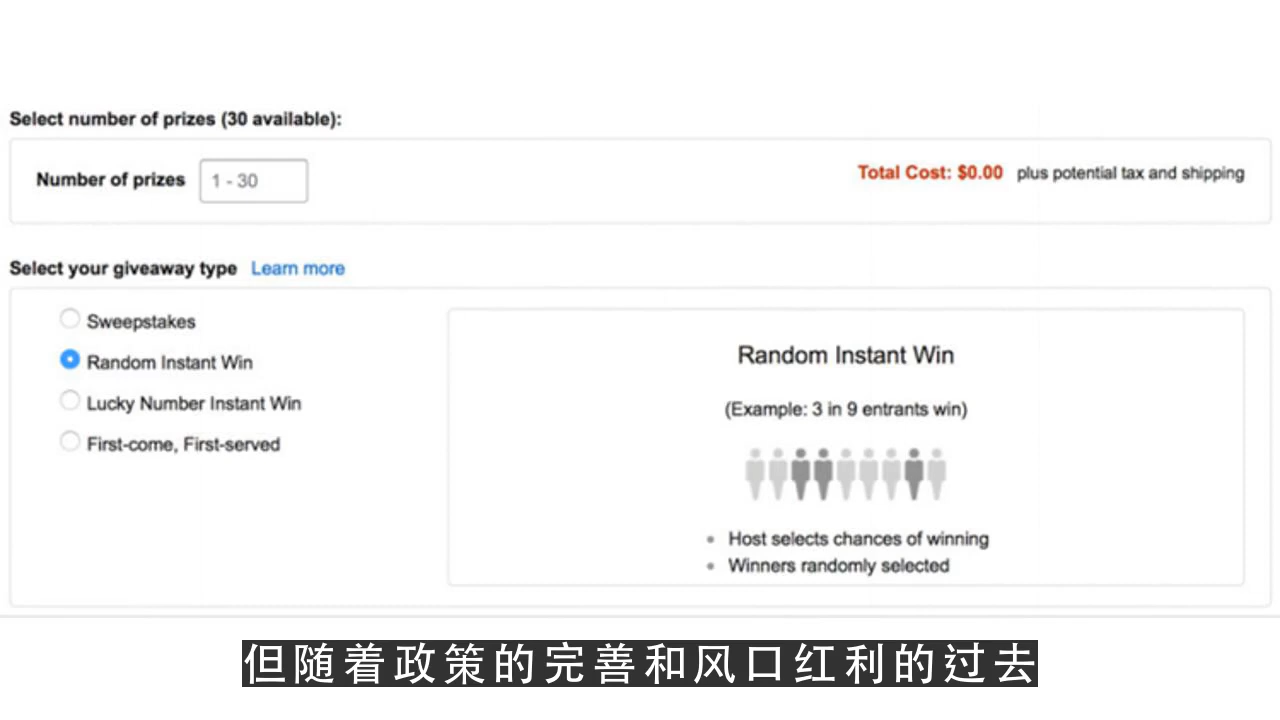 Select number of prizes (30 available):
Number of prizes 1 - 30 Total Cost: $0.00 plus potential tax and shipping
Select your giveaway type Learn more
Sweepstakes
Random Instant Win
Lucky Number Instant Win
First-come, First-served
Random Instant Win
(Example: 3 in 9 entrants win)
Host selects chances of winning
Winners randomly selected
但随着政策的完善和风口红利的过去